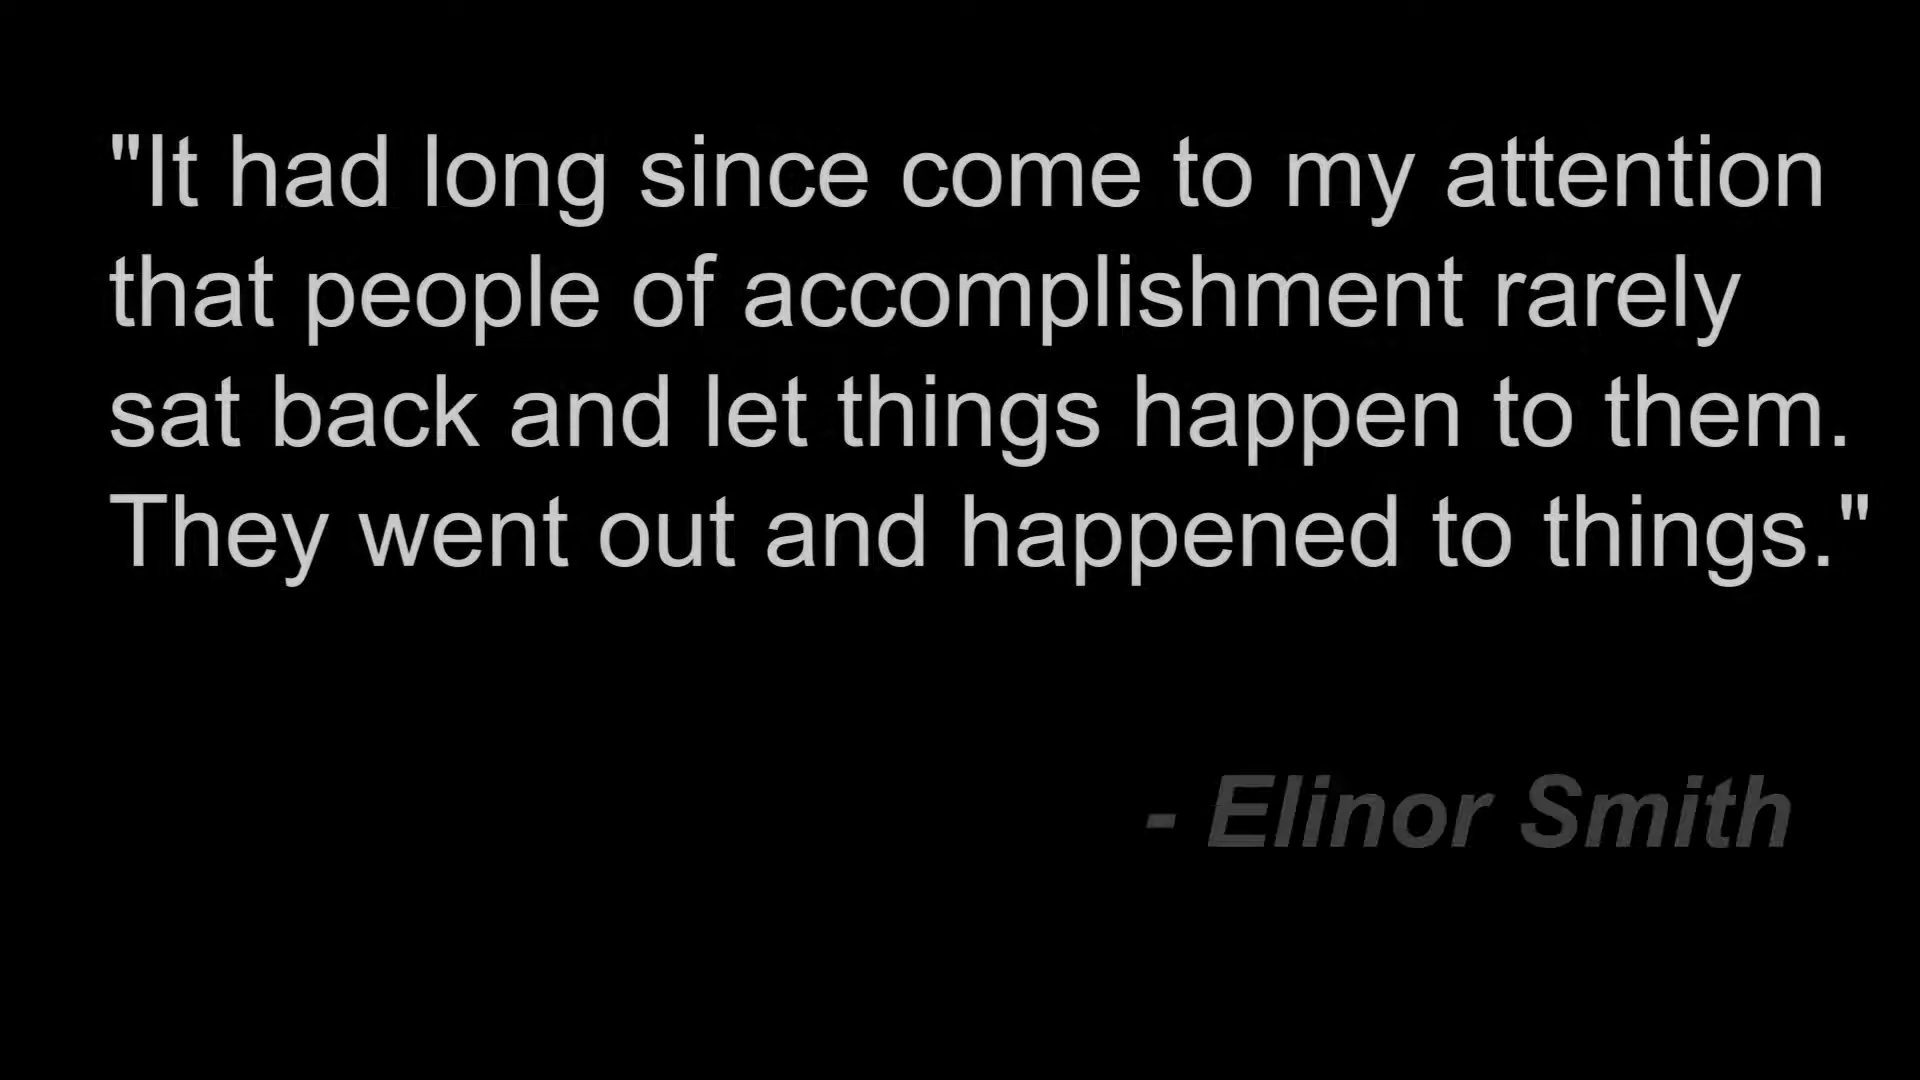 "It had long since come to my attention
that people of accomplishment rarely
sat back and let things happen to them.
They went out and happened to things."
- Elinor Smith